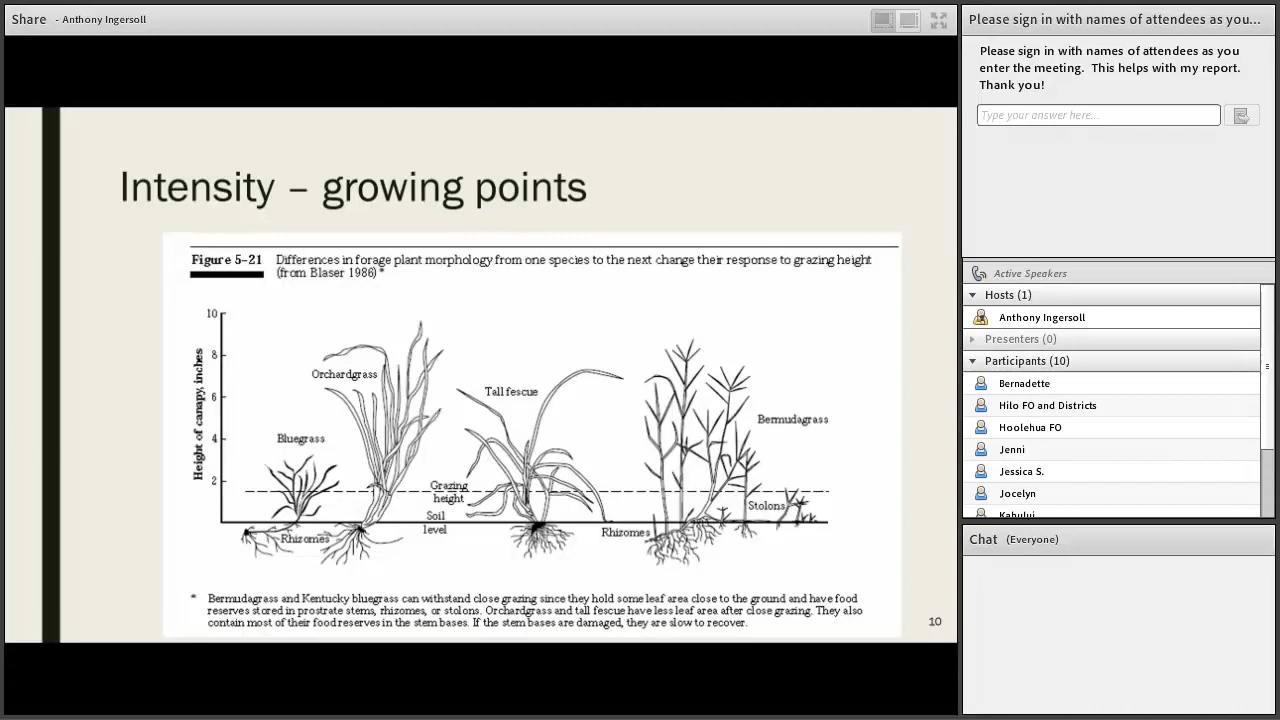 Share - Anthony Ingersoll
Intensity – growing points
Figure 5-21 Differences in forage plant morphology from one species to the next change their response to grazing height
(from Blaser 1986)*
Height of canopy, inches
10
8
6
4
2
Orchardgrass
Bluegrass
Tall fescue
Bermudagrass
Grazing
height
Soil
level
Stolons
Rhizomes
Rhizomes
* Bermudagrass and Kentucky bluegrass can withstand close grazing since they hold some leaf area close to the ground and have food
reserves stored in prostrate stems, rhizomes, or stolons. Orchardgrass and tall fescue have less leaf area after close grazing. They also
contain most of their food reserves in the stem bases. If the stem bases are damaged, they are slow to recover.
10
Please sign in with names of attendees as you...
Please sign in with names of attendees as you
enter the meeting. This helps with my report.
Thank you!
Type your answer here...
Active Speakers
Hosts (1)
Anthony Ingersoll
Presenters (0)
Participants (10)
Bernadette
Hilo FO and Districts
Hoolehua FO
Jenni
Jessica S.
Jocelyn
Kahului
Chat (Everyone)